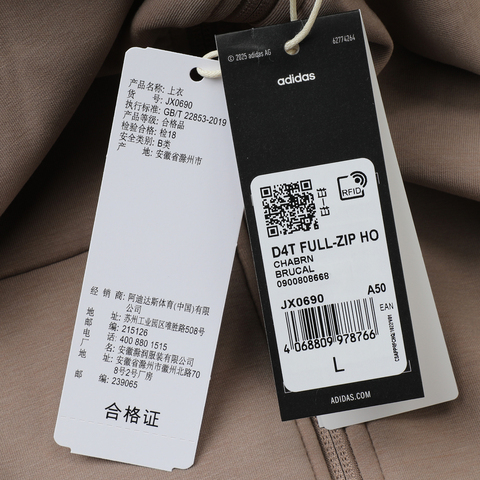 产品名称: 上衣
货 号: JX0690
执行标准: GB/T 22853-2019
产品等级: 合格品
检验合格: 检18
安全类别: B类
产 地: 安徽省滁州市
经 销 商: 阿迪达斯体育(中国)有限
公司
地 址: 苏州工业园区唯胜路508号
邮 编: 215126
电 话: 400 880 1515
厂 名: 安徽滁润服装有限公司
址: 安徽省滁州市徽州北路70
8号2号厂房
邮 编: 239065
合格证
© 2025 adidas AG
62774264
adidas
RFID
D4T FULL-ZIP HO
CHABRN
BRUCAL
0900808668
JX0690
A50
EAN
4 068809 978766
L
ADIDAS.COM